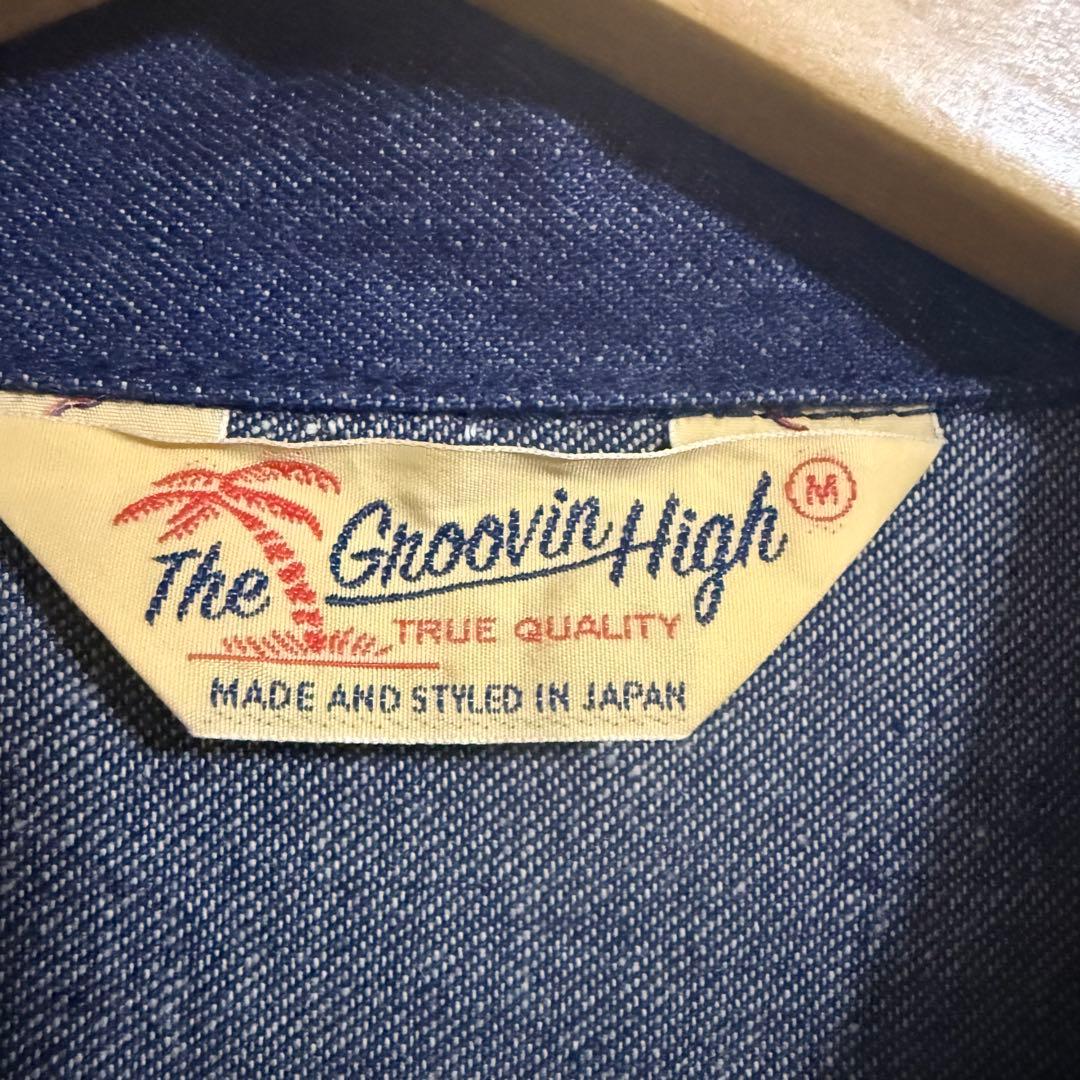 The Groovin High M
TRUE QUALITY
MADE AND STYLED IN JAPAN